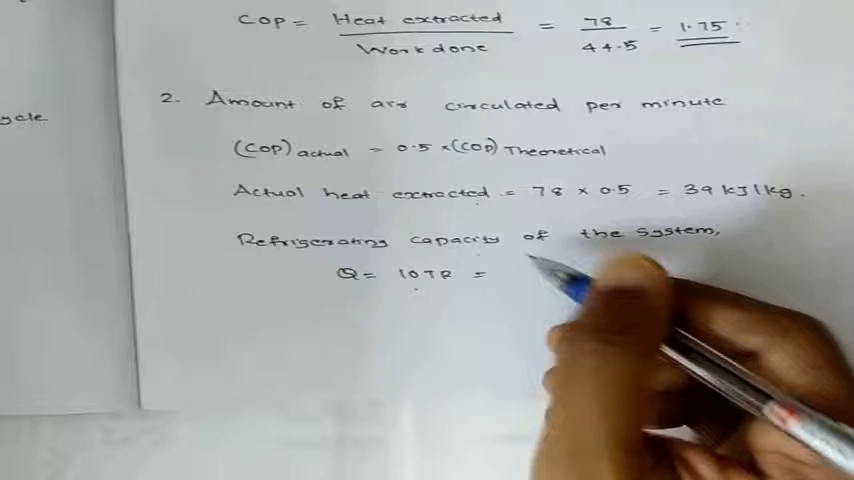 COP = Heat extracted / Work done = 78 / 44.5 = 1.75
ycle
2. Amount of air circulated per minute
(COP) actual = 0.5 × (COP) Theoretical
Actual heat extracted = 78 × 0.5 = 39 kJ/kg.
Refrigerating capacity of the system,
Q = 10TR =